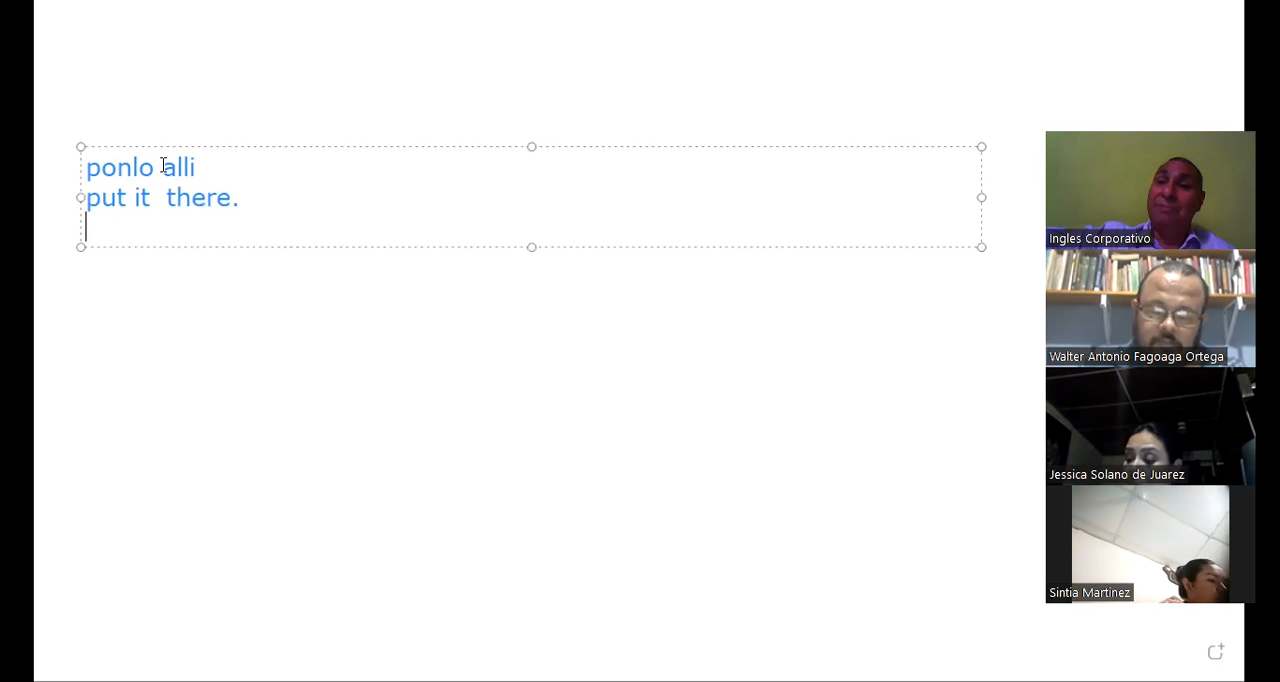 ponlo alli
put it  there.
Ingles Corporativo
Walter Antonio Fagoaga Ortega
Jessica Solano de Juarez
Sintia Martinez